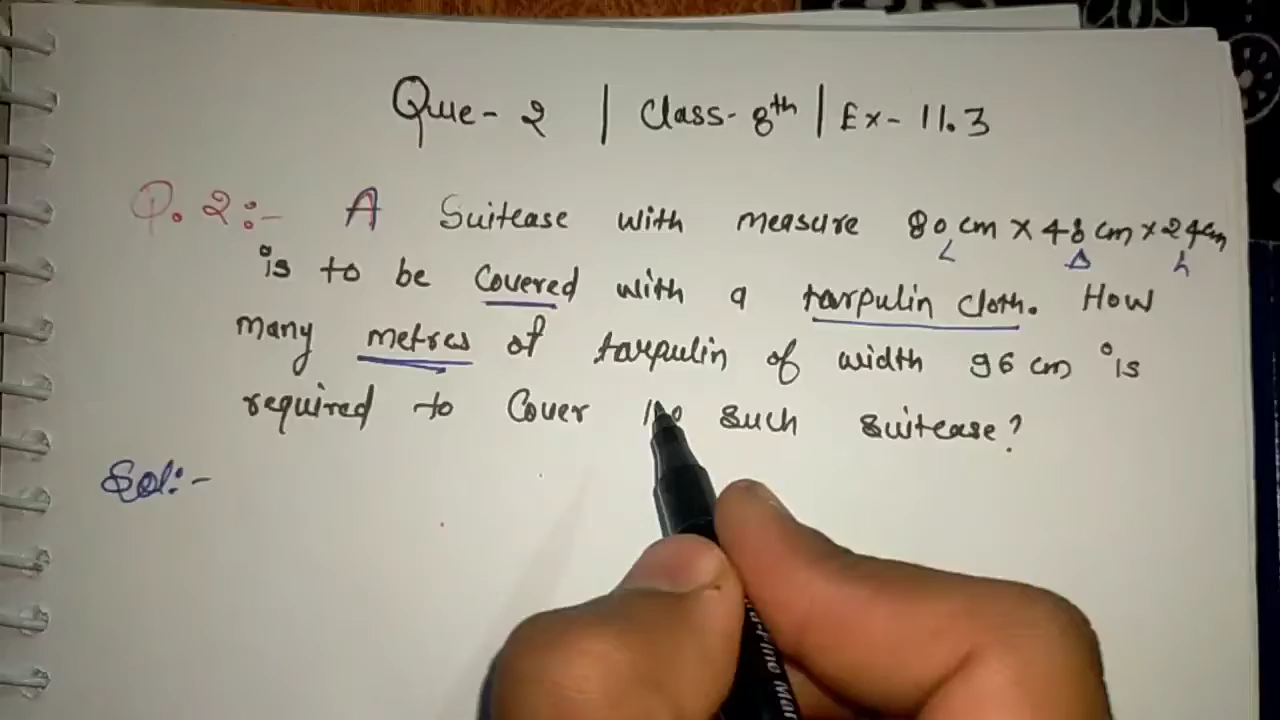 Que- 2 | Class- 8th | Ex- 11.3
Q. 2:- A Suitcase with measure 80 cm x 48 cm x 24cm
L b h
is to be covered with a tarpulin cloth. How
many metres of tarpulin of width 96 cm is
required to Cover 100 such suitcase?
Sol:-